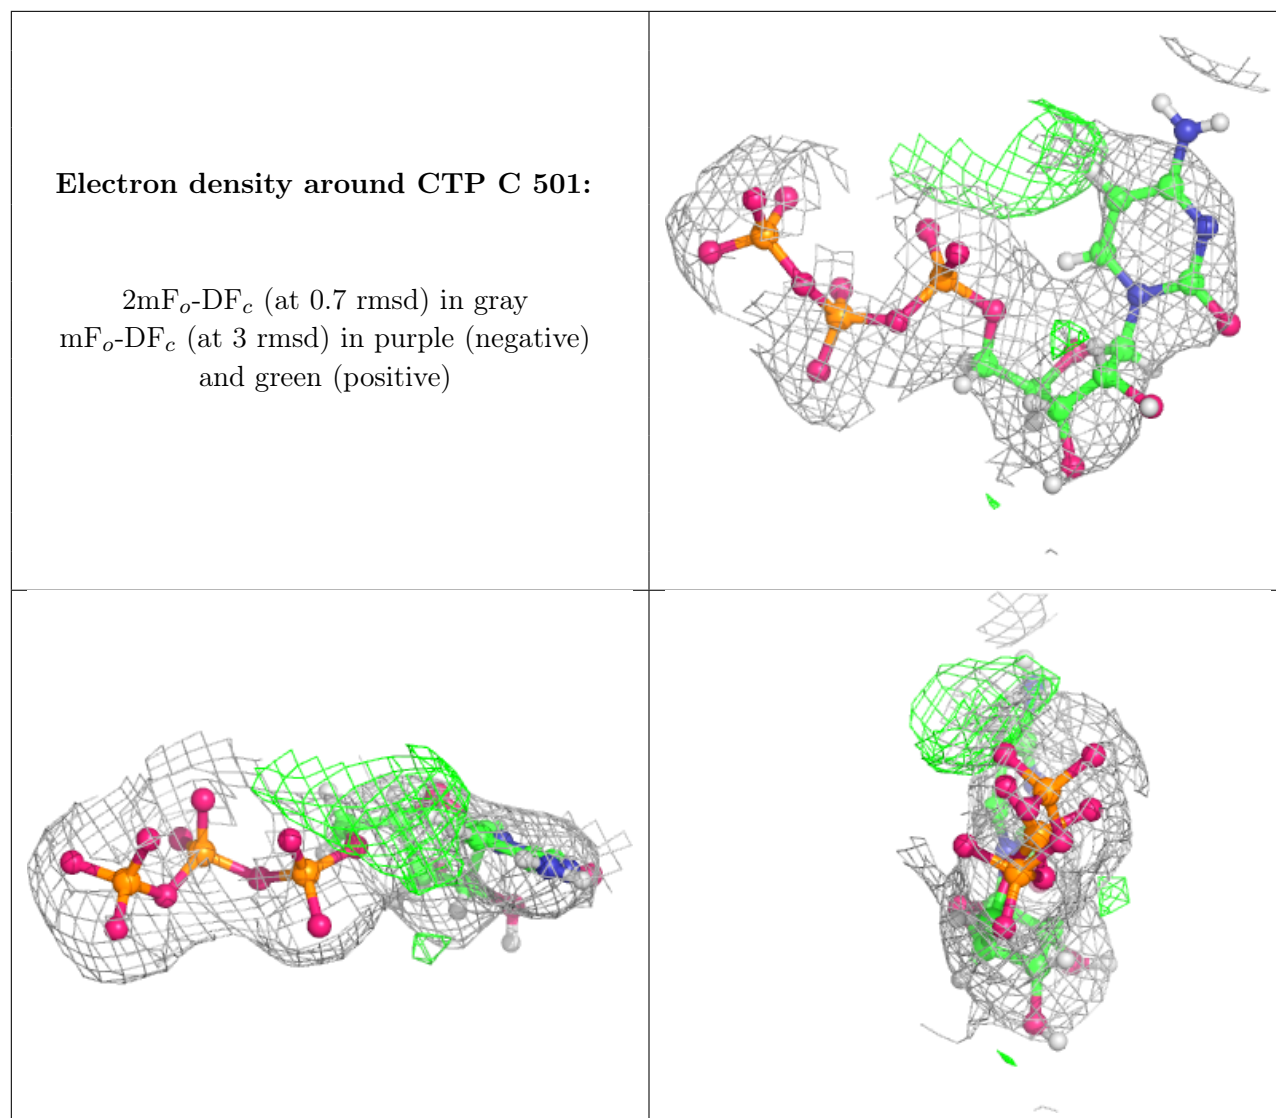 Electron density around CTP C 501:
2mFo-DFc (at 0.7 rmsd) in gray
mFo-DFc (at 3 rmsd) in purple (negative)
and green (positive)